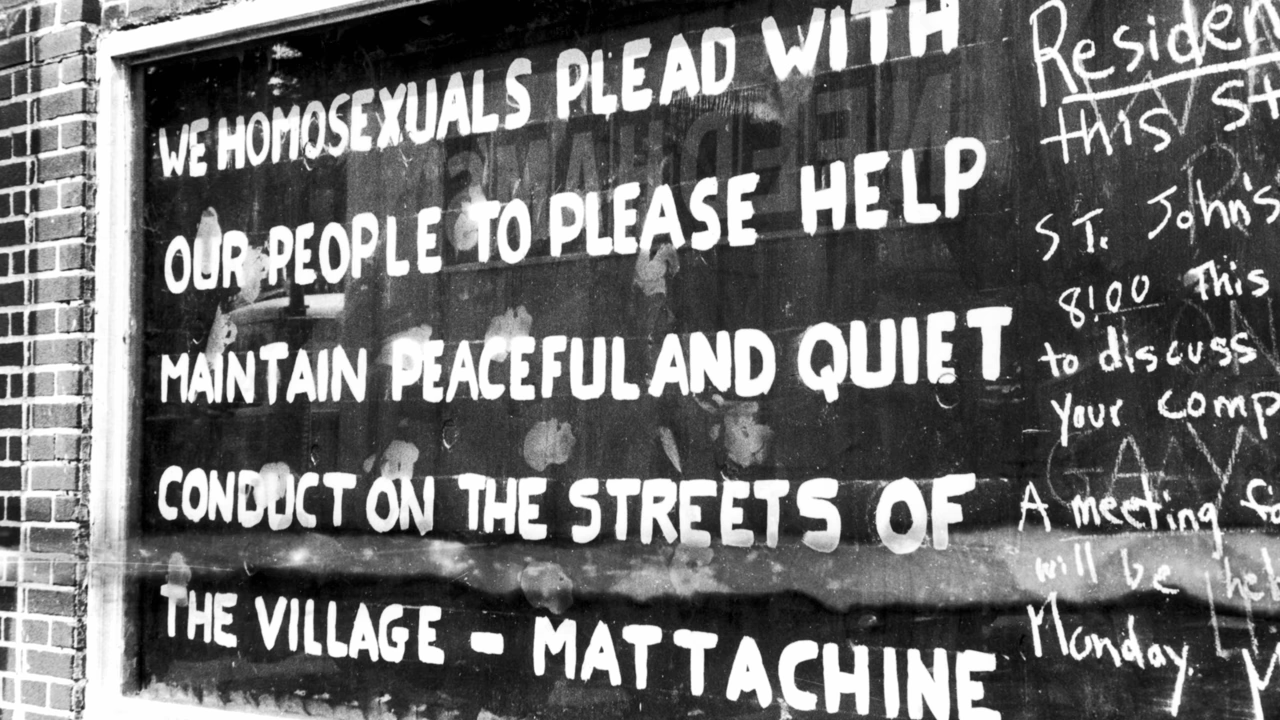 WE HOMOSEXUALS PLEAD WITH
OUR PEOPLE TO PLEASE HELP
MAINTAIN PEACEFUL AND QUIET
CONDUCT ON THE STREETS OF
THE VILLAGE – MATTACHINE
this
ST. John's
8:00 This
to discuss
your
A meeting
will be
Monday.
GAY